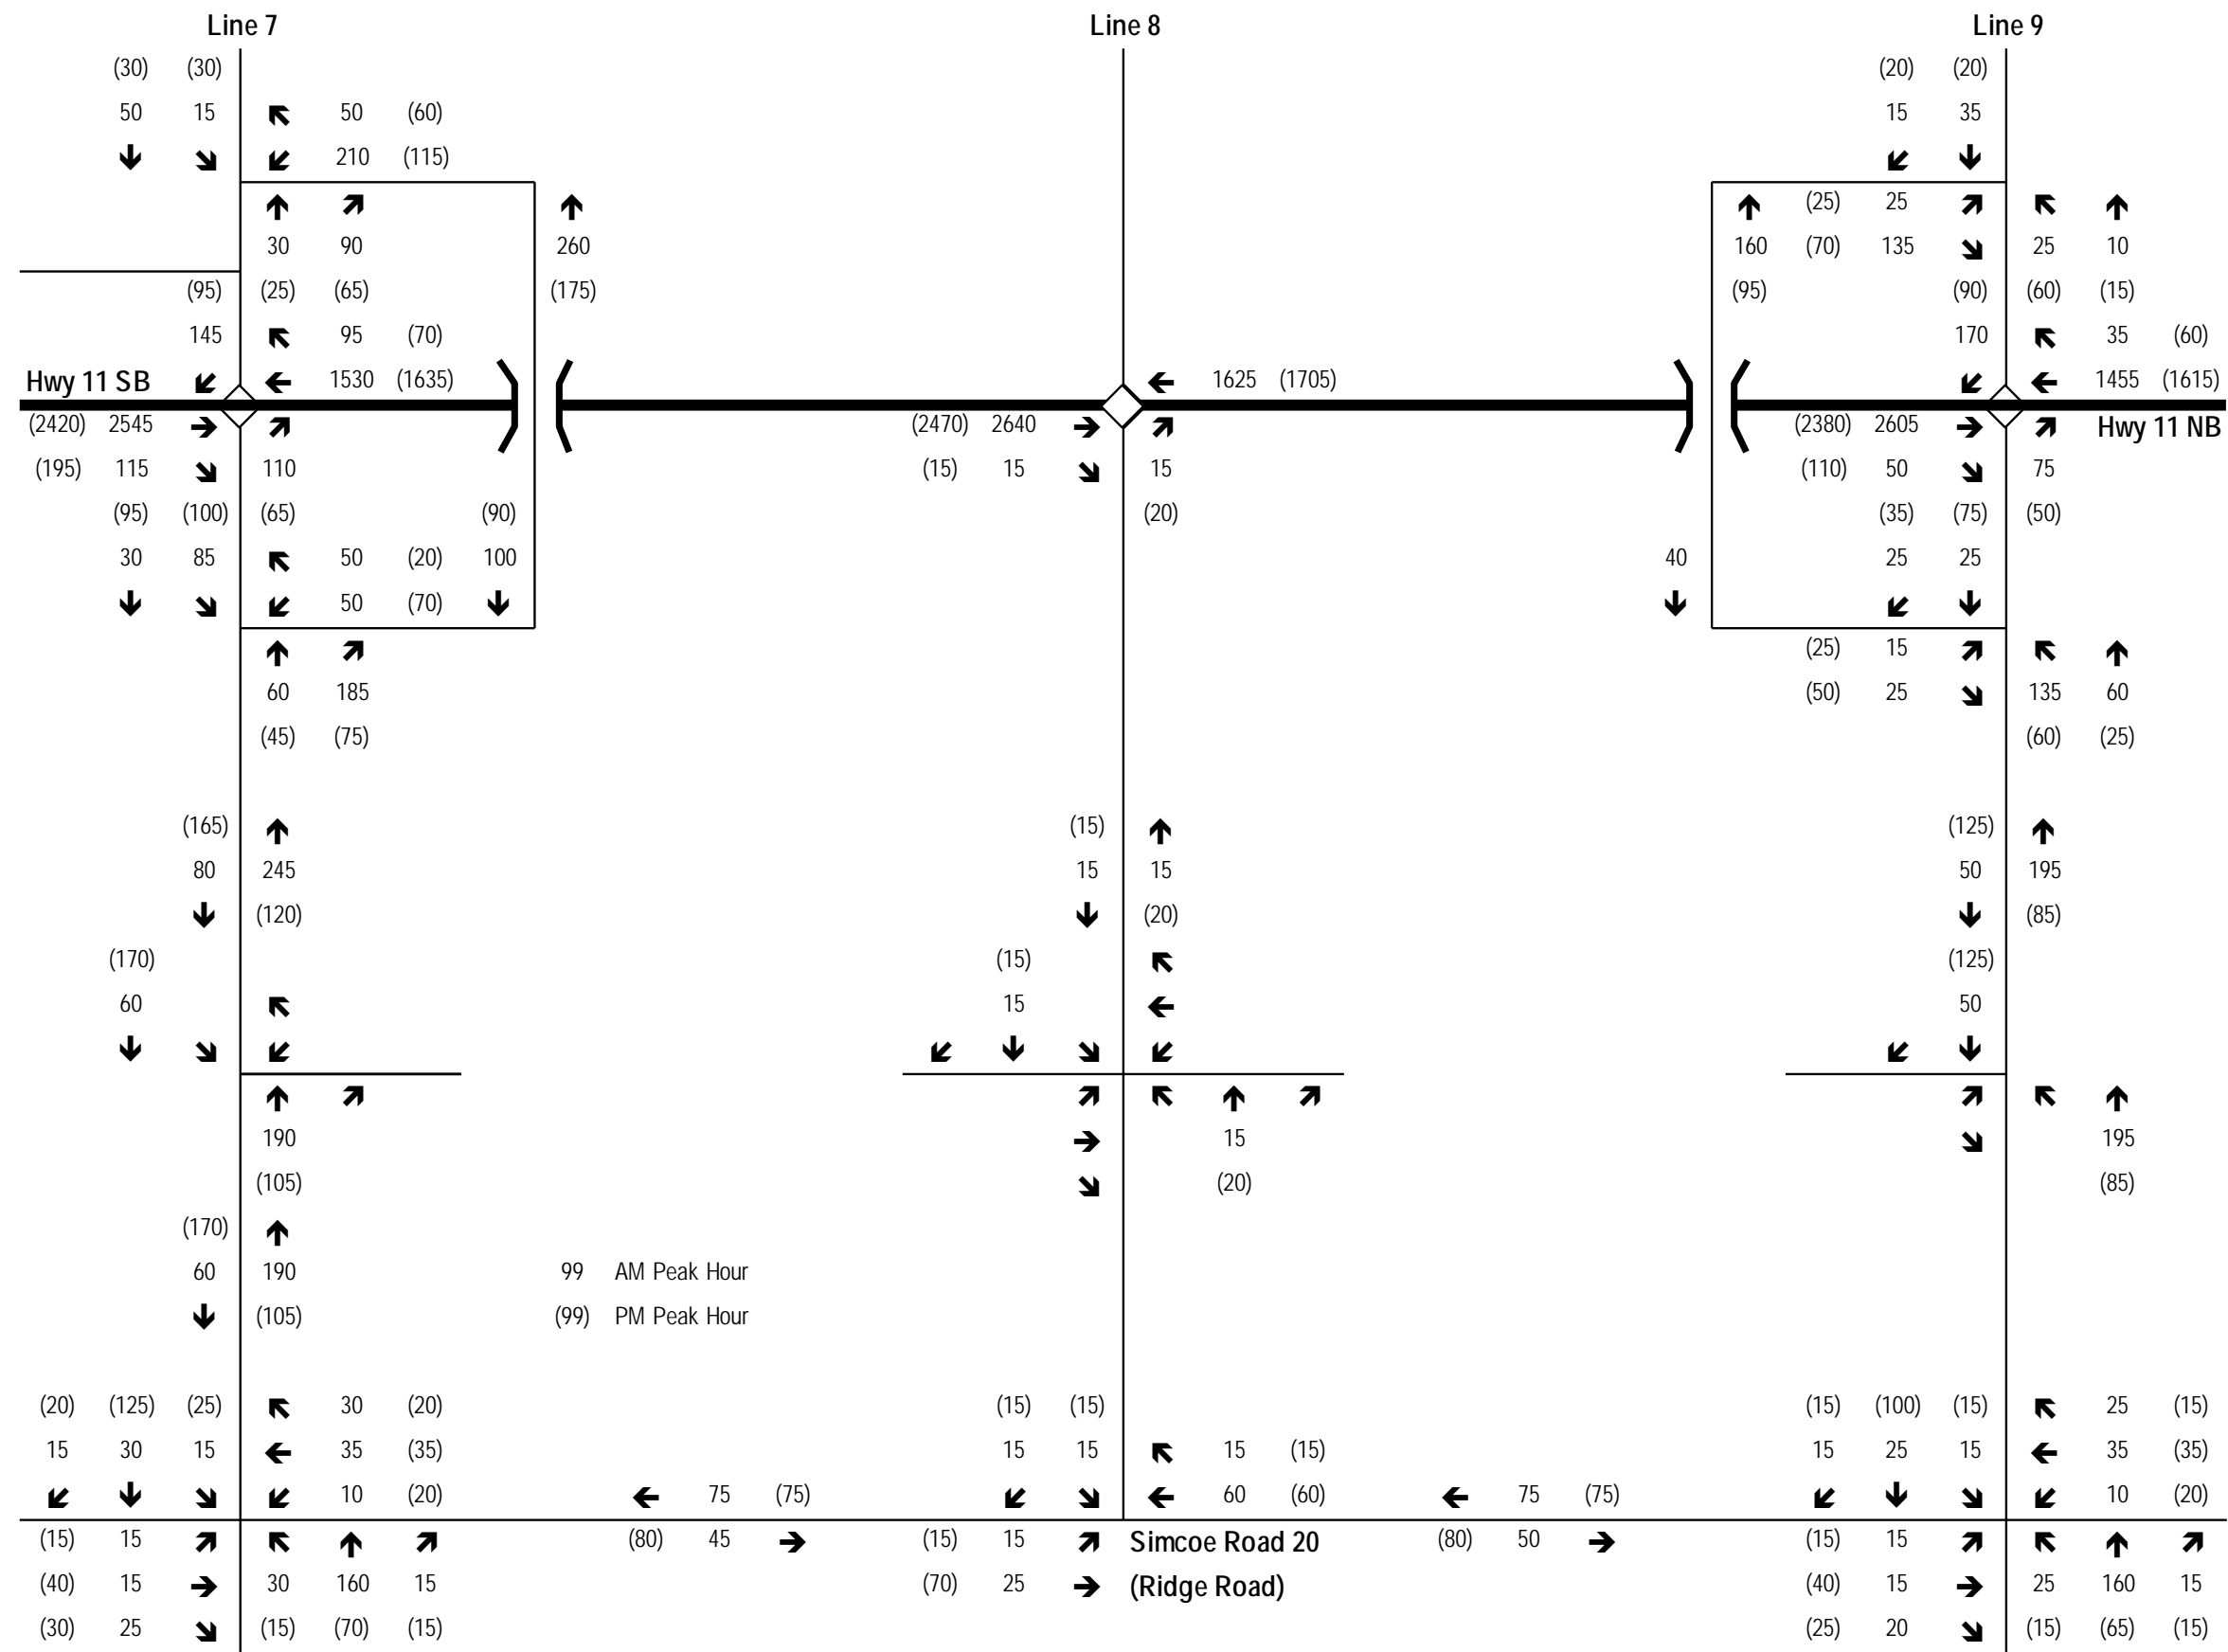 Line 7 Line 8 Line 9
(30) (30) (20) (20)
50 15 50 (60) 15 35
210 (115)
(25) 25
30 90 260 160 (70) 135 25 10
(95) (25) (65) (175) (95) (90) (60) (15)
145 95 (70) 170 35 (60)
Hwy 11 SB 1530 (1635) 1625 (1705) 1455 (1615)
(2420) 2545 (2470) 2640 (2380) 2605 Hwy 11 NB
(195) 115 110 (15) 15 15 (110) 50 75
(95) (100) (65) (90) (20) (35) (75) (50)
30 85 50 (20) 100 40 25 25
50 (70)
(25) 15
60 185 (50) 25 135 60
(45) (75) (60) (25)
(165) (15) (125)
80 245 15 15 50 195
(120) (20) (85)
(170) (15) (125)
60 15 50
190 15 195
(105) (20) (85)
(170)
60 190 99 AM Peak Hour
(105) (99) PM Peak Hour
(20) (125) (25) 30 (20) (15) (15) (15) (100) (15) 25 (15)
15 30 15 35 (35) 15 15 15 (15) 15 25 15 35 (35)
10 (20) 75 (75) 60 (60) 75 (75) 10 (20)
(15) 15 (80) 45 (15) 15 Simcoe Road 20 (80) 50 (15) 15
(40) 15 30 160 15 (70) 25 (Ridge Road) (40) 15 25 160 15
(30) 25 (15) (70) (15) (25) 20 (15) (65) (15)